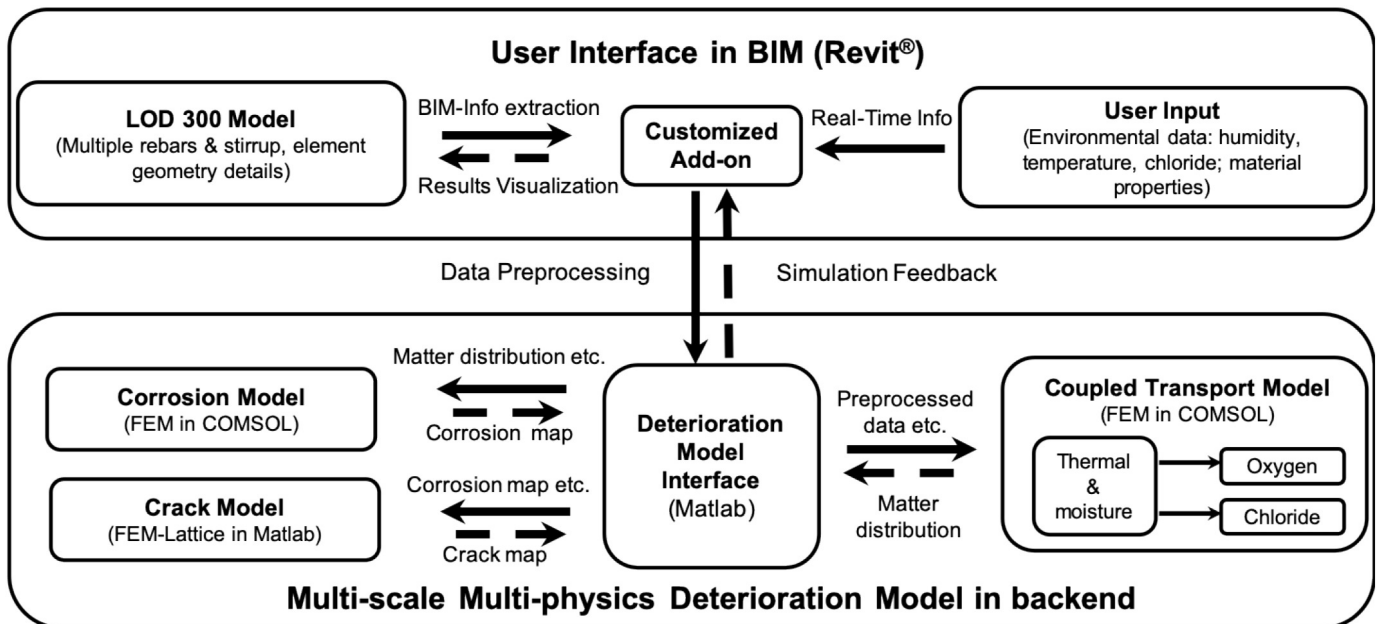 User Interface in BIM (Revit®)
LOD 300 Model
(Multiple rebars & stirrup, element
geometry details)
BIM-Info extraction
Results Visualization
Customized
Add-on
Real-Time Info
User Input
(Environmental data: humidity,
temperature, chloride; material
properties)
Data Preprocessing
Simulation Feedback
Corrosion Model
(FEM in COMSOL)
Matter distribution etc.
Corrosion map
Crack Model
(FEM-Lattice in Matlab)
Corrosion map etc.
Crack map
Deterioration
Model
Interface
(Matlab)
Preprocessed
data etc.
Matter
distribution
Coupled Transport Model
(FEM in COMSOL)
Thermal
&
moisture
Oxygen
Chloride
Multi-scale Multi-physics Deterioration Model in backend